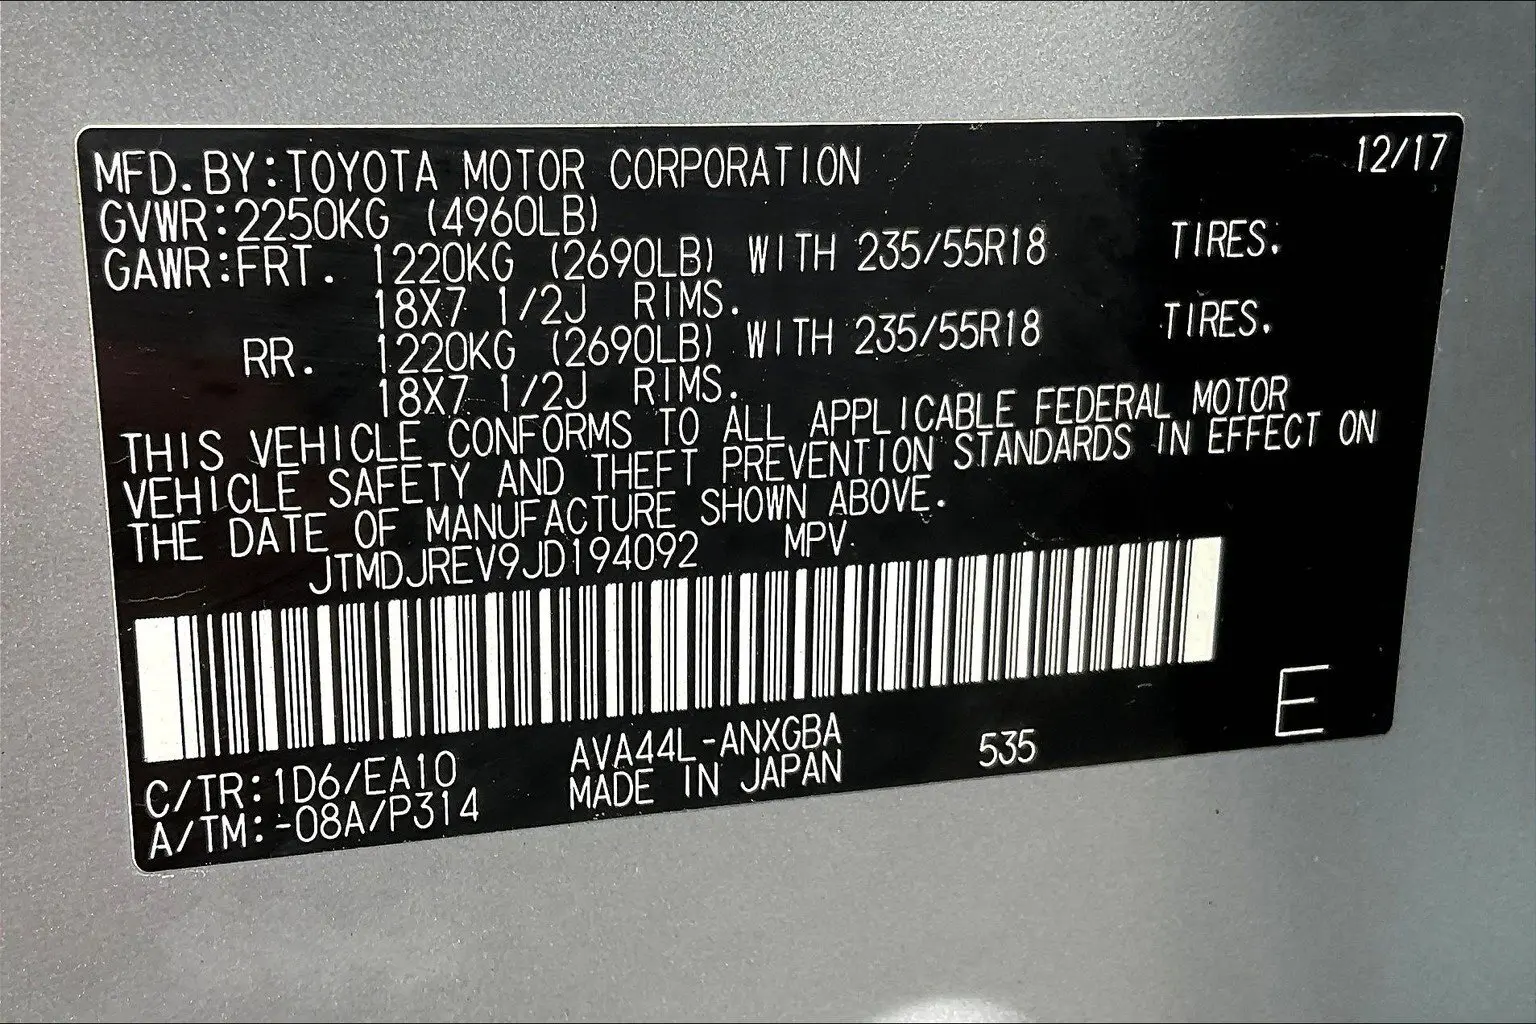 12/17
MFD.BY:TOYOTA MOTOR CORPORATION
GVWR:2250KG (4960LB)
GAWR:FRT. 1220KG (2690LB) WITH 235/55R18 TIRES.
18X7 1/2J RIMS.
RR. 1220KG (2690LB) WITH 235/55R18 TIRES.
18X7 1/2J RIMS.
THIS VEHICLE CONFORMS TO ALL APPLICABLE FEDERAL MOTOR
VEHICLE SAFETY AND THEFT PREVENTION STANDARDS IN EFFECT ON
THE DATE OF MANUFACTURE SHOWN ABOVE.
JTMDJREV9JD194092 MPV
E
C/TR:1D6/EA10 AVA44L-ANXGBA 535
A/TM:-08A/P314 MADE IN JAPAN